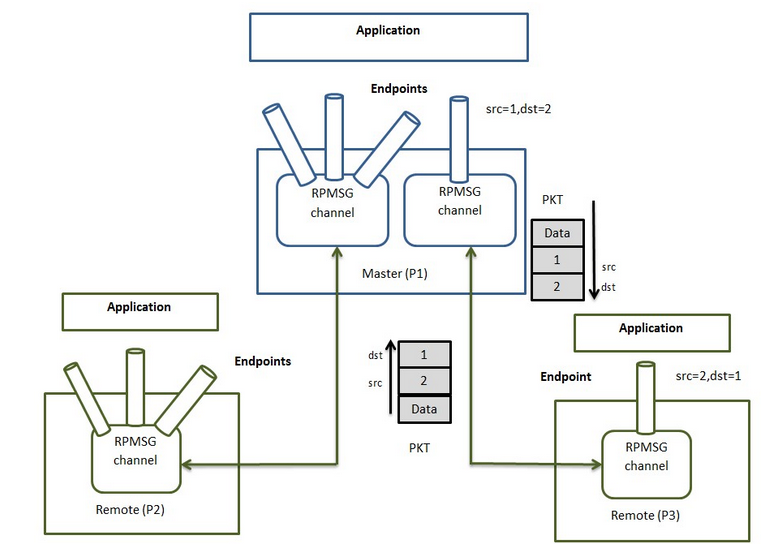 Application
Endpoints
src=1,dst=2
RPMSG
channel
RPMSG
channel
PKT
Data
1
2
src
dst
Master (P1)
Application
Application
Endpoints
dst
src
1
2
Data
PKT
Endpoint
src=2,dst=1
RPMSG
channel
Remote (P2)
RPMSG
channel
Remote (P3)